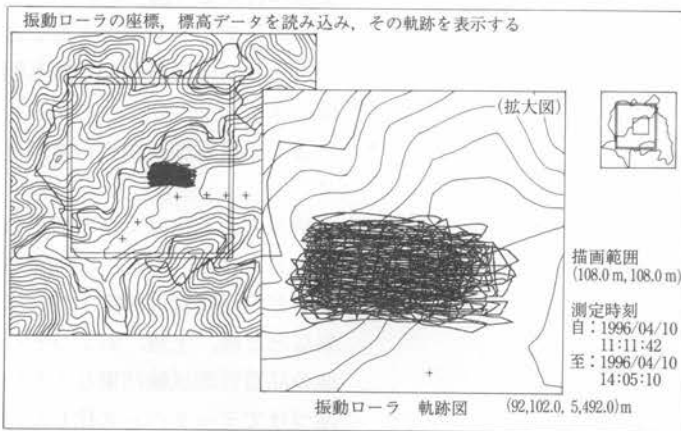 振動ローラの座標，標高データを読み込み，その軌跡を表示する
(拡大図)
描画範囲
(108.0 m, 108.0 m)
測定時刻
自：1996/04/10
11:11:42
至：1996/04/10
14:05:10
振動ローラ 軌跡図 (92,102.0, 5,492.0)m